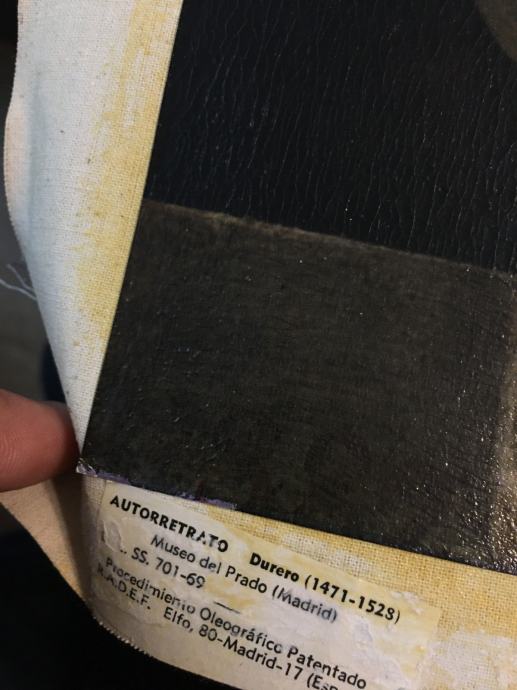 AUTORRETRATO Durero (1471-1528)
Museo del Prado (Madrid)
SS. 701-69
Procedimiento Oleográfico Patentado
R.A.D.E.F. Elfo, 80-Madrid-17